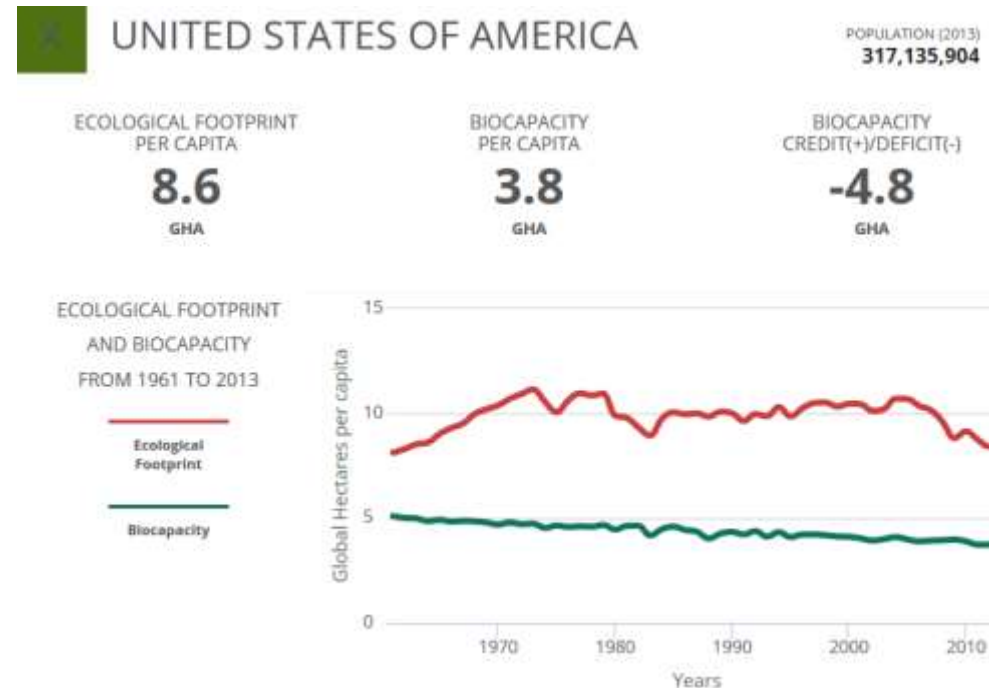 UNITED STATES OF AMERICA
POPULATION (2013)
317,135,904
ECOLOGICAL FOOTPRINT
PER CAPITA
8.6
GHA
BIOCAPACITY
PER CAPITA
3.8
GHA
BIOCAPACITY
CREDIT(+)/DEFICIT(-)
-4.8
GHA
ECOLOGICAL FOOTPRINT
AND BIOCAPACITY
FROM 1961 TO 2013
Ecological
Footprint
Biocapacity
Global Hectares per capita
15
10
5
0
1970 1980 1990 2000 2010
Years